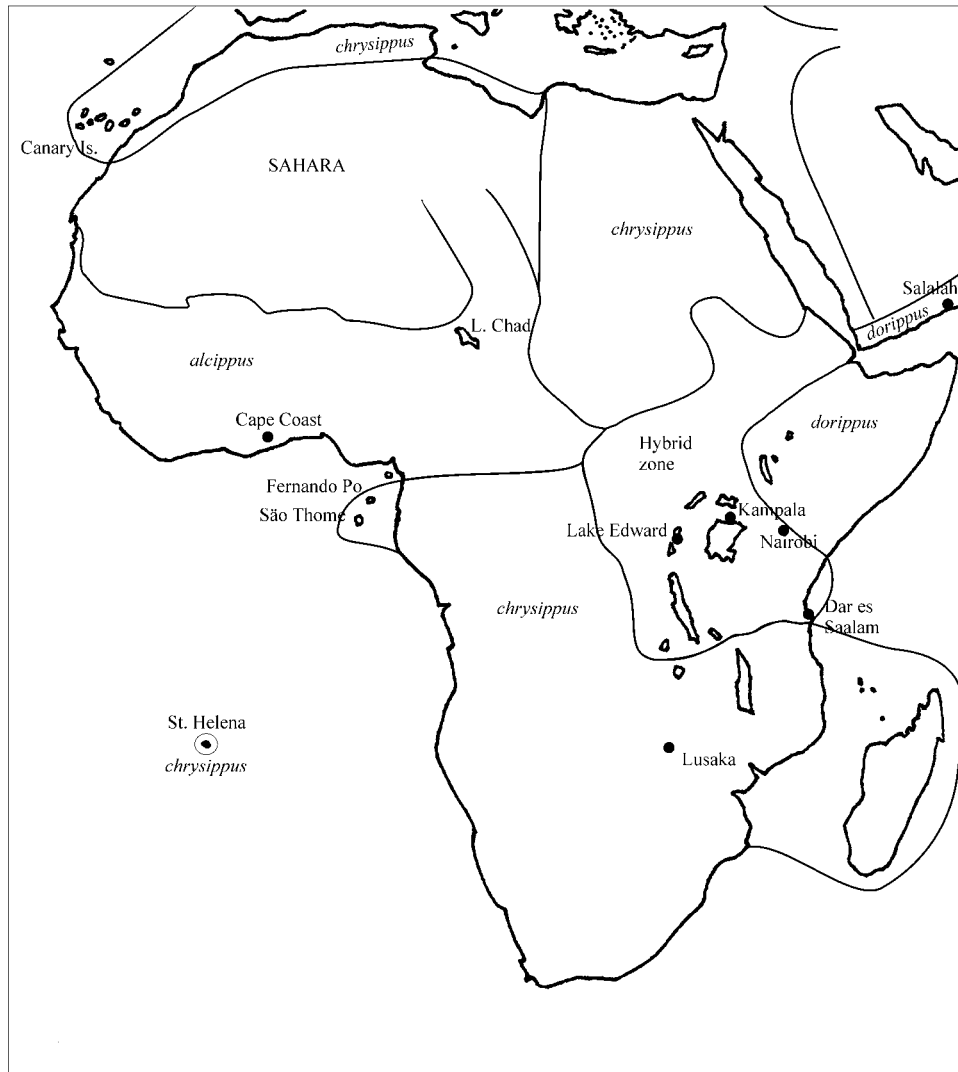 chrysippus
Canary Is.
SAHARA
chrysippus
Salalah
dorippus
L. Chad
alcippus
Cape Coast
dorippus
Hybrid
zone
Fernando Po
Säo Thome
Kampala
Lake Edward
Nairobi
chrysippus
Dar es
Saalam
St. Helena
chrysippus
Lusaka